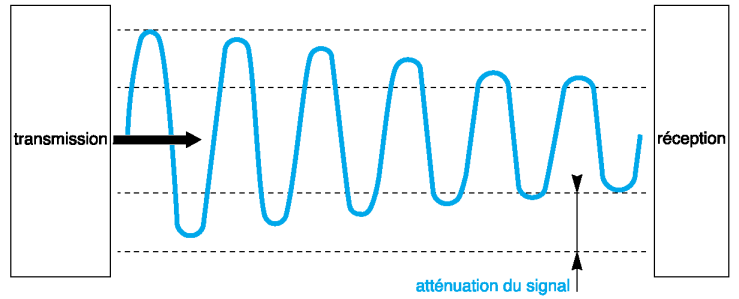 transmission
réception
atténuation du signal